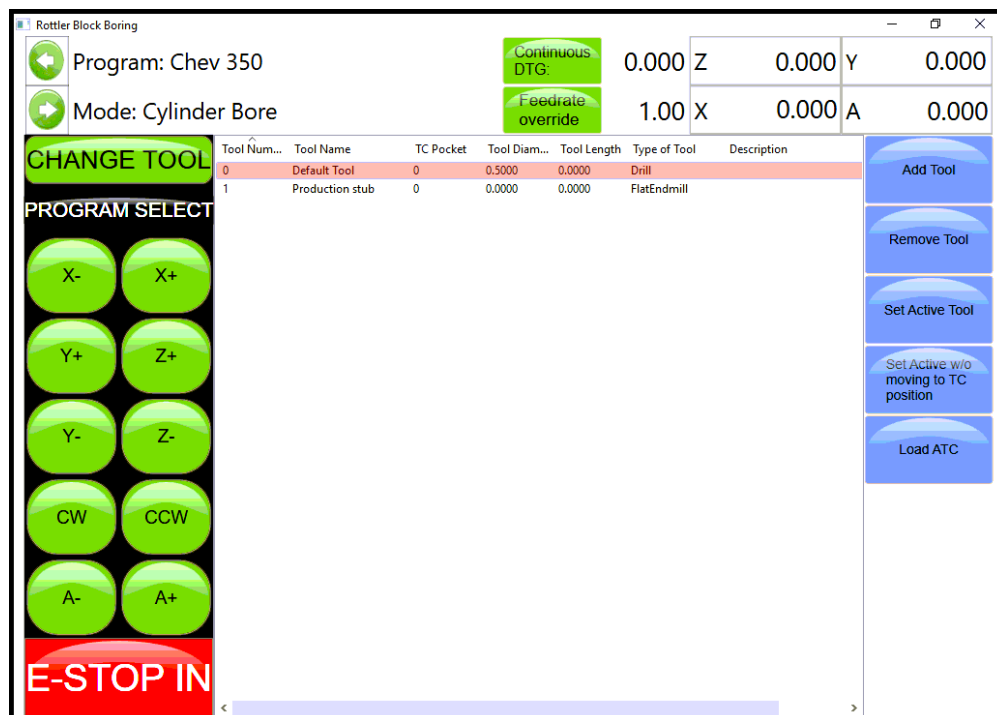 Rottler Block Boring
Program: Chev 350
Continuous DTG:
0.000 Z 0.000 Y 0.000
Mode: Cylinder Bore
Feedrate override
1.00 X 0.000 A 0.000
CHANGE TOOL
PROGRAM SELECT
X- X+
Y+ Z+
Y- Z-
CW CCW
A- A+
E-STOP IN
Tool Num... Tool Name TC Pocket Tool Diam... Tool Length Type of Tool Description
0 Default Tool 0 0.5000 0.0000 Drill
1 Production stub 0 0.0000 0.0000 FlatEndmill
Add Tool
Remove Tool
Set Active Tool
Set Active w/o
moving to TC
position
Load ATC